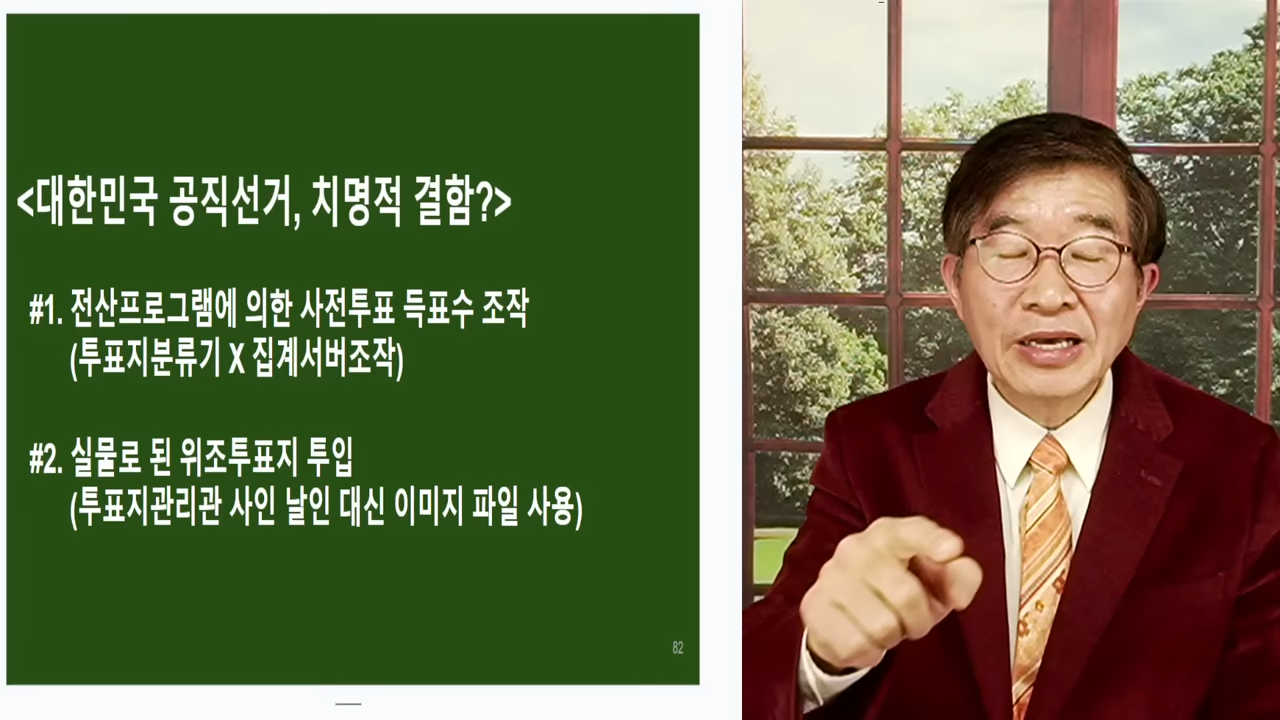 <대한민국 공직선거, 치명적 결함?>
#1. 전산프로그램에 의한 사전투표 득표수 조작
(투표지분류기 X 집계서버조작)
#2. 실물로 된 위조투표지 투입
(투표지관리관 사인 날인 대신 이미지 파일 사용)
82